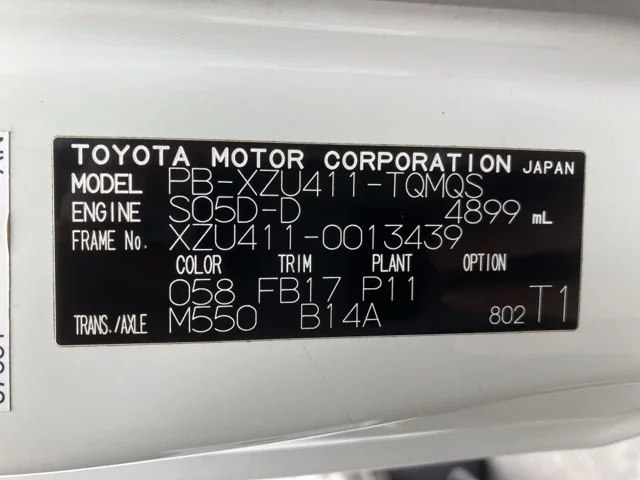 TOYOTA MOTOR CORPORATION JAPAN
MODEL PB-XZU411-TQMQS
ENGINE S05D-D 4899 mL
FRAME No. XZU411-0013439
COLOR TRIM PLANT OPTION
058 FB17 P11
TRANS./AXLE M550 B14A 802 T1